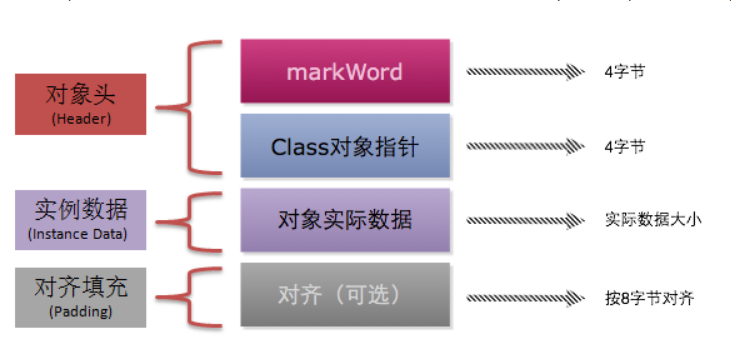 对象头
(Header)
markWord
4字节
Class对象指针
4字节
实例数据
(Instance Data)
对象实际数据
实际数据大小
对齐填充
(Padding)
对齐（可选）
按8字节对齐